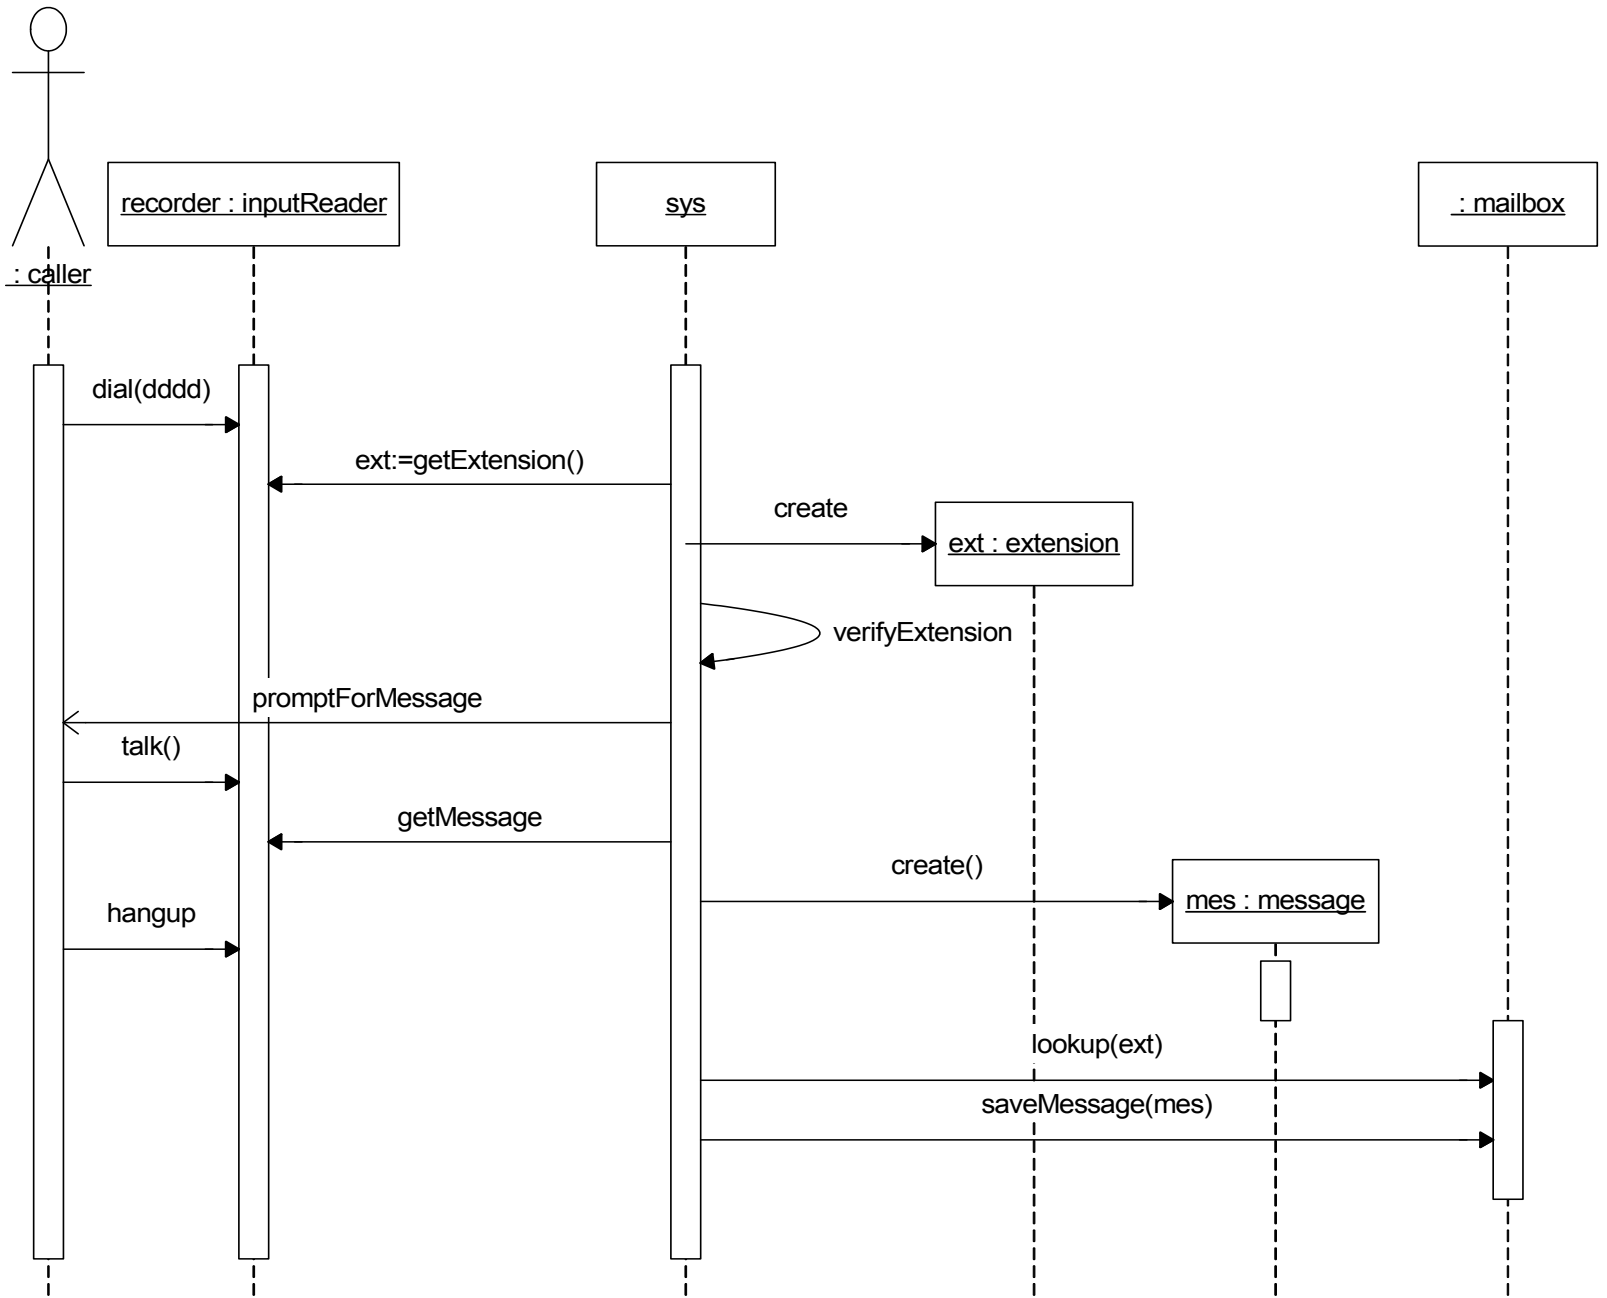 recorder : inputReader
sys
: mailbox
: caller
dial(dddd)
ext:=getExtension()
create
ext : extension
verifyExtension
promptForMessage
talk()
getMessage
create()
mes : message
hangup
lookup(ext)
saveMessage(mes)